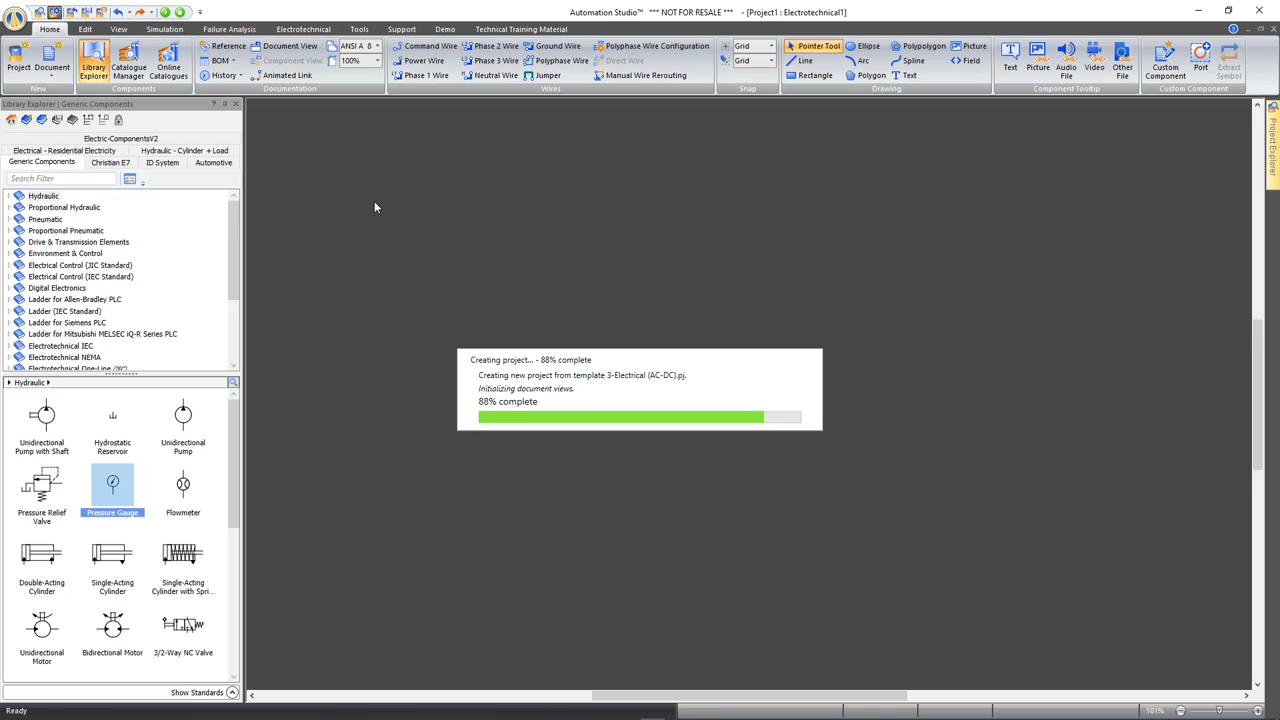 Automation Studio™ *** NOT FOR RESALE *** - [Project1 : Electrotechnical1]
Home Edit View Simulation Failure Analysis Electrotechnical Tools Support Demo Technical Training Material
Project Document
New
Library Explorer Catalogue Manager Online Catalogues
Components
Reference Document View ANSI A 8
BOM Component View 100%
History Animated Link
Documentation
Command Wire Phase 2 Wire Ground Wire Polyphase Wire Configuration
Power Wire Phase 3 Wire Polyphase Wire Direct Wire
Phase 1 Wire Neutral Wire Jumper Manual Wire Rerouting
Wires
Grid
Grid
Snap
Pointer Tool Ellipse Polypolygon Picture
Line Arc Spline Field
Rectangle Polygon Text
Drawing
Text Picture Audio File Video Other File
Component Tooltip
Custom Component Port Extract Symbol
Custom Component
Library Explorer | Generic Components
Electric-ComponentsV2
Electrical - Residential Electricity Hydraulic - Cylinder + Load
Generic Components Christian E7 ID System Automotive
Search Filter
Hydraulic
Proportional Hydraulic
Pneumatic
Proportional Pneumatic
Drive & Transmission Elements
Environment & Control
Electrical Control (JIC Standard)
Electrical Control (IEC Standard)
Digital Electronics
Ladder for Allen-Bradley PLC
Ladder (IEC Standard)
Ladder for Siemens PLC
Ladder for Mitsubishi MELSEC iQ-R Series PLC
Electrotechnical IEC
Electrotechnical NEMA
Hydraulic
Unidirectional Pump with Shaft
Hydrostatic Reservoir
Unidirectional Pump
Pressure Relief Valve
Pressure Gauge
Flowmeter
Double-Acting Cylinder
Single-Acting Cylinder
Single-Acting Cylinder with Spri...
Unidirectional Motor
Bidirectional Motor
3/2-Way NC Valve
Show Standards
Creating project... - 88% complete
Creating new project from template 3-Electrical (AC-DC).pj.
Initializing document views.
88% complete
Project Explorer
Ready
101%